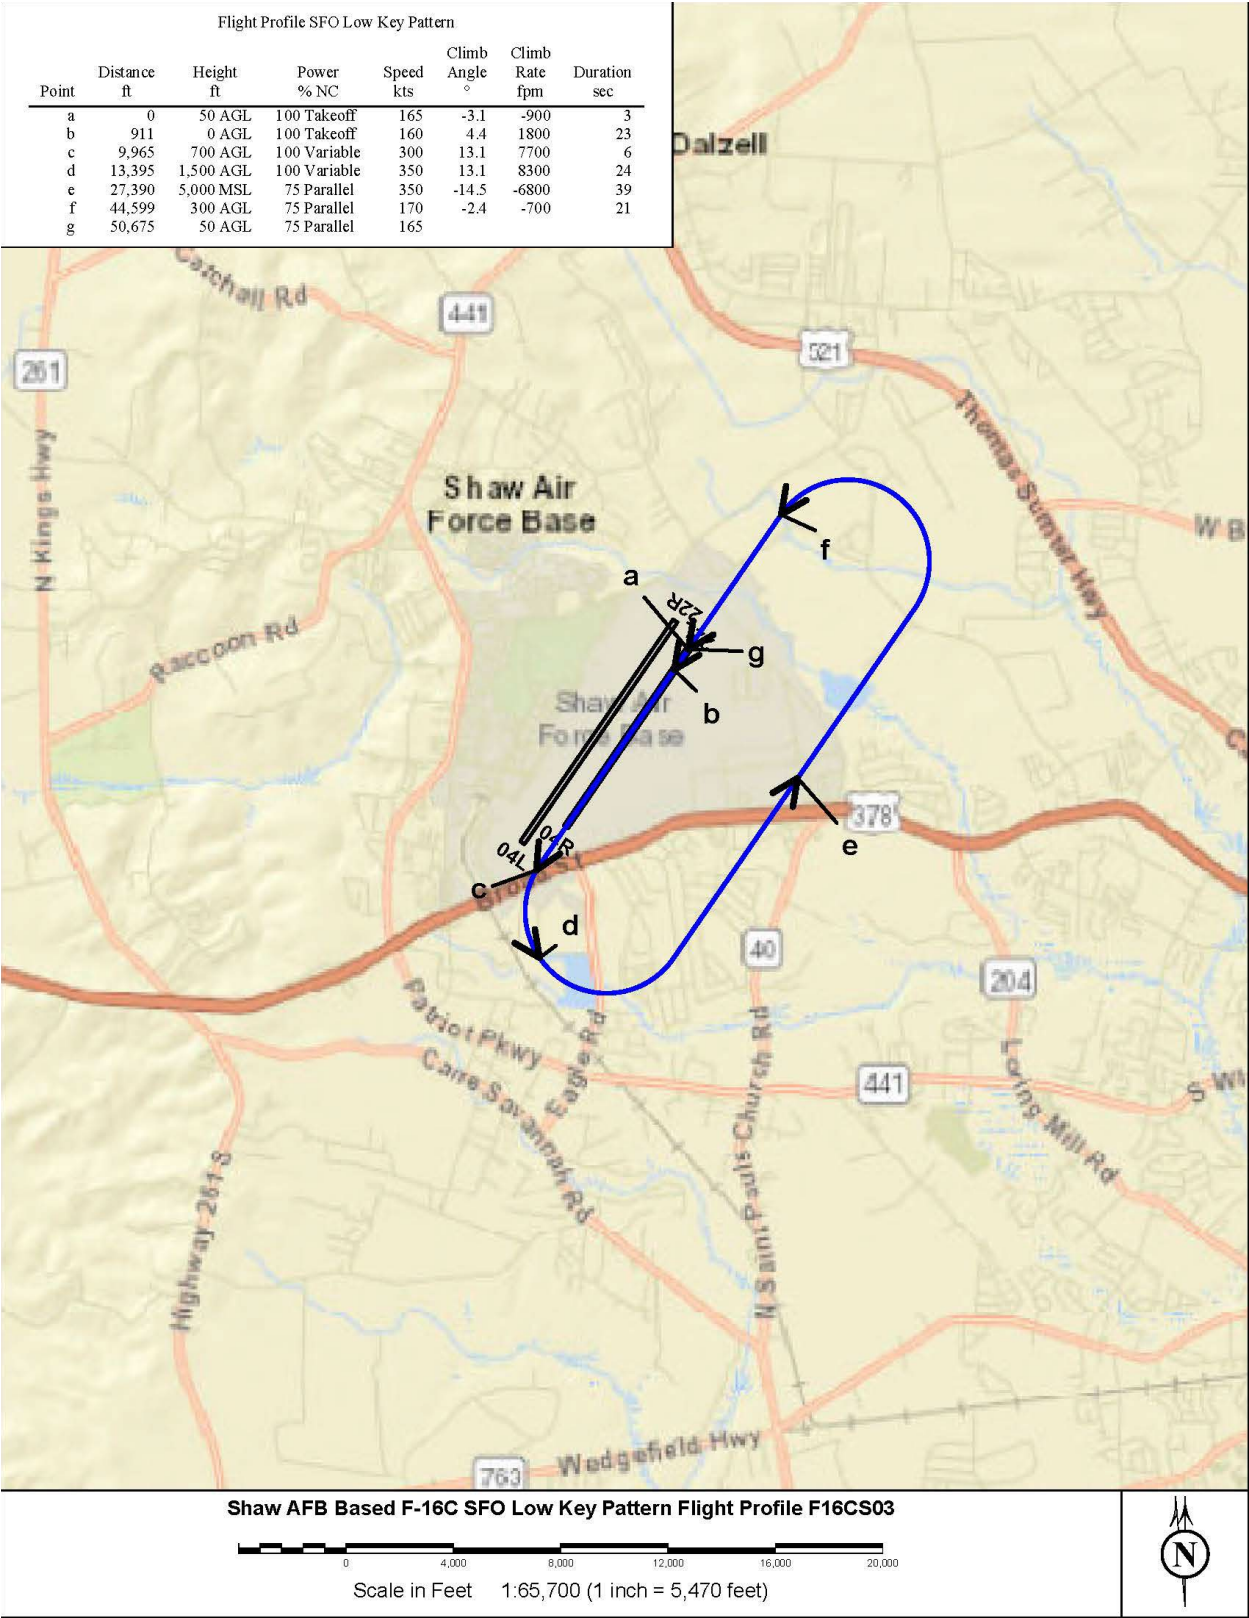 Flight Profile SFO Low Key Pattern
Point Distance ft Height ft Power % NC Speed kts Climb Angle ° Climb Rate fpm Duration sec
a 0 50 AGL 100 Takeoff 165 -3.1 -900 3
b 911 0 AGL 100 Takeoff 160 4.4 1800 23
c 9,965 700 AGL 100 Variable 300 13.1 7700 6
d 13,395 1,500 AGL 100 Variable 350 13.1 8300 24
e 27,390 5,000 MSL 75 Parallel 350 -14.5 -6800 39
f 44,599 300 AGL 75 Parallel 170 -2.4 -700 21
g 50,675 50 AGL 75 Parallel 165
Dalzell
Catchall Rd
441
261
521
N Kings Hwy
Thomas Sumter Hwy
Shaw Air
Force Base
W B
f
a
22R
Raccoon Rd
g
Shaw Air
Force Base
b
378
e
04R
04L
c
Broad St
d
40
204
Patriot Pkwy
Eagle Rd
Cane Savannah Rd
441
N Saint Pauls Church Rd
Loring Mill Rd
S Wi
Highway 261 S
763
Wedgefield Hwy
Shaw AFB Based F-16C SFO Low Key Pattern Flight Profile F16CS03
0 4,000 8,000 12,000 16,000 20,000
Scale in Feet 1:65,700 (1 inch = 5,470 feet)
N